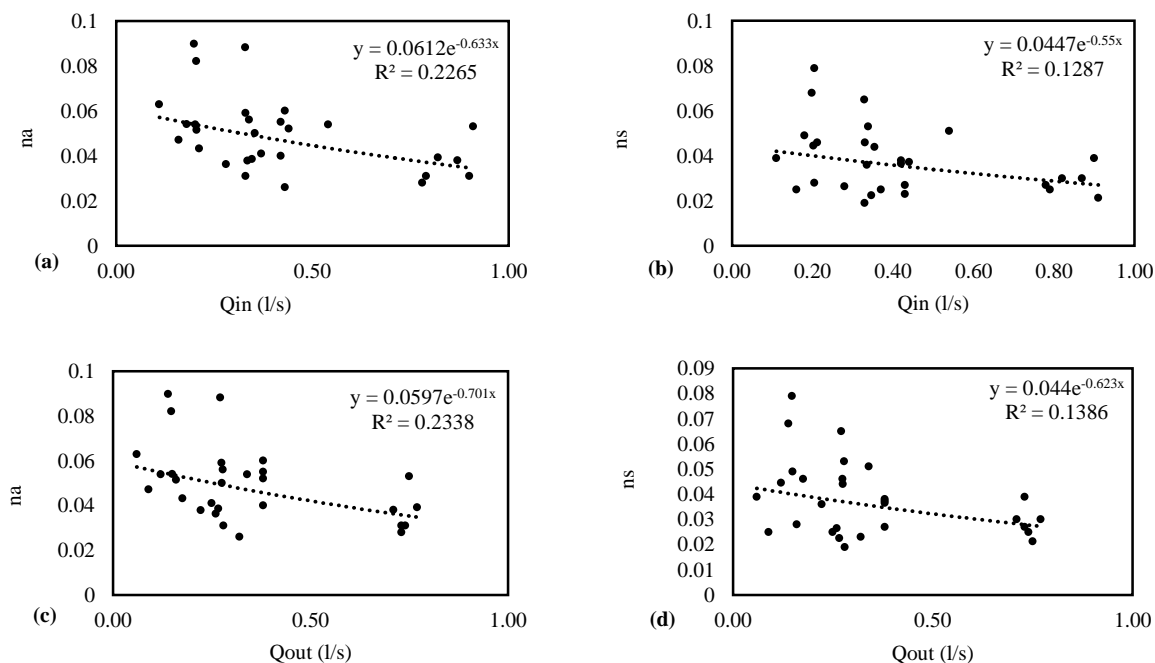 0.1
0.08
0.06
0.04
0.02
0
na
y = 0.0612e^-0.633x
R² = 0.2265
(a)
0.00 0.50 1.00
Qin (l/s)
0.1
0.08
0.06
0.04
0.02
0
ns
y = 0.0447e^-0.55x
R² = 0.1287
(b)
0.00 0.20 0.40 0.60 0.80 1.00
Qin (l/s)
0.1
0.08
0.06
0.04
0.02
0
na
y = 0.0597e^-0.701x
R² = 0.2338
(c)
0.00 0.50 1.00
Qout (l/s)
0.09
0.08
0.07
0.06
0.05
0.04
0.03
0.02
0.01
0
ns
y = 0.044e^-0.623x
R² = 0.1386
(d)
0.00 0.50 1.00
Qout (l/s)